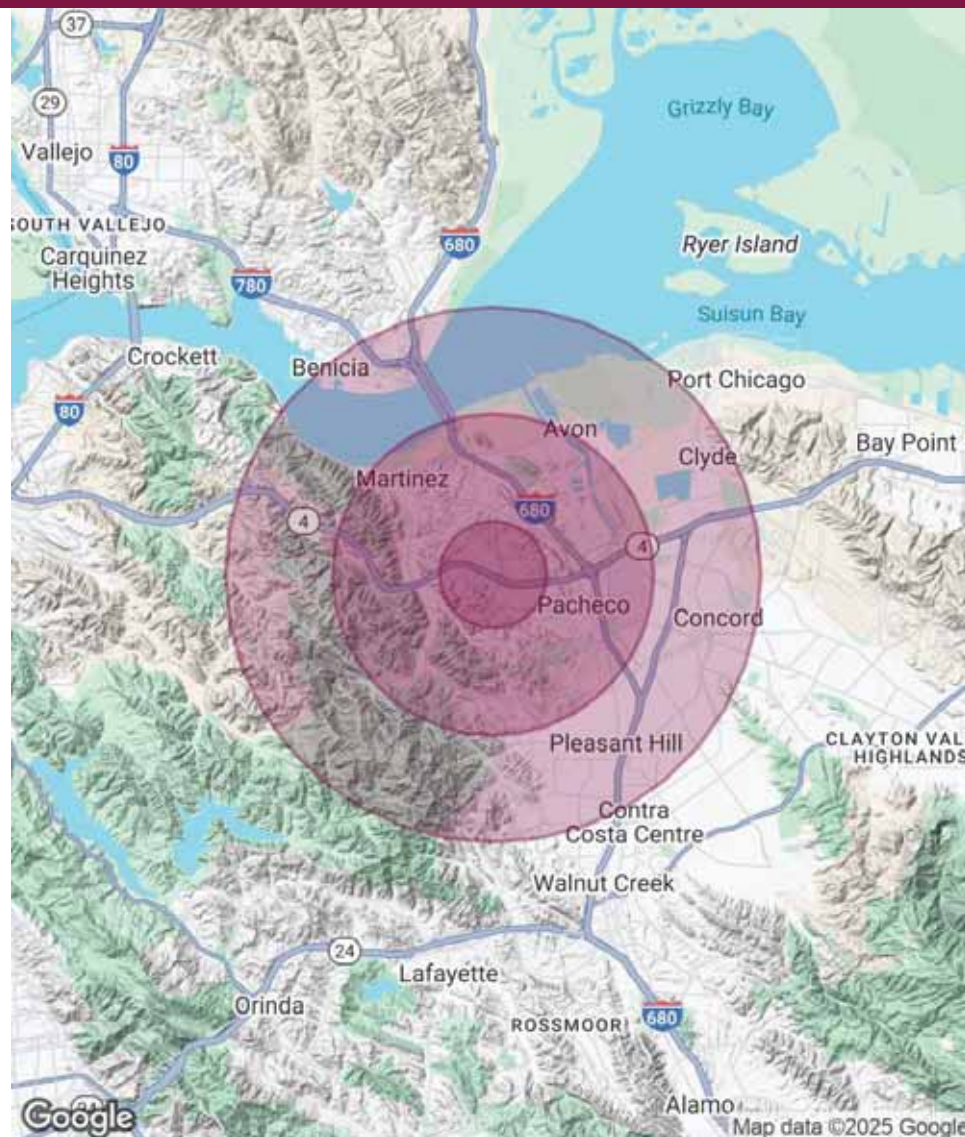 37
29
Vallejo
80
SOUTH VALLEJO
Carquinez
Heights
780
680
Grizzly Bay
Ryer Island
Suisun Bay
Crockett
Benicia
80
Port Chicago
Avon
Bay Point
Clyde
Martinez
4
680
4
Pacheco
Concord
Pleasant Hill
CLAYTON VAL
HIGHLANDS
Contra
Costa Centre
Walnut Creek
24
Lafayette
Orinda
ROSSMOOR
680
Alamo
Google
Map data ©2025 Google